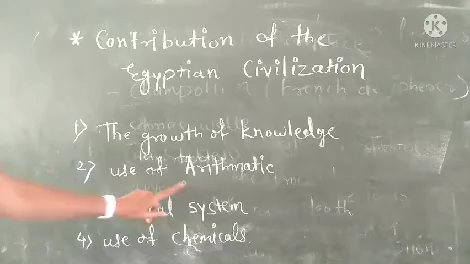 * Contribution of the
Egyptian Civilization
1) The growth of knowledge
2) use of Arithmatic
system
4) use of chemicals
KINEMASTER